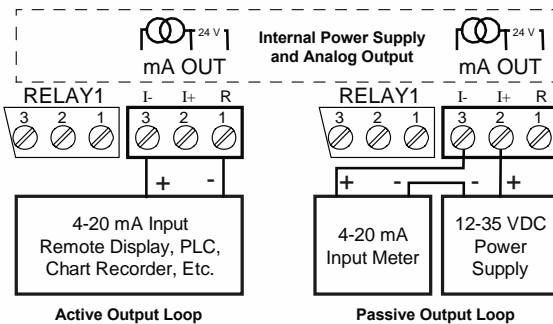 24 V
24 V
Internal Power Supply
and Analog Output
mA OUT
mA OUT
RELAY1
I- I+ R
RELAY1
I- I+ R
3 2 1
3 2 1
3 2 1
3 2 1
+ -
+ - - +
4-20 mA Input
Remote Display, PLC,
Chart Recorder, Etc.
4-20 mA
Input Meter
12-35 VDC
Power
Supply
Active Output Loop
Passive Output Loop